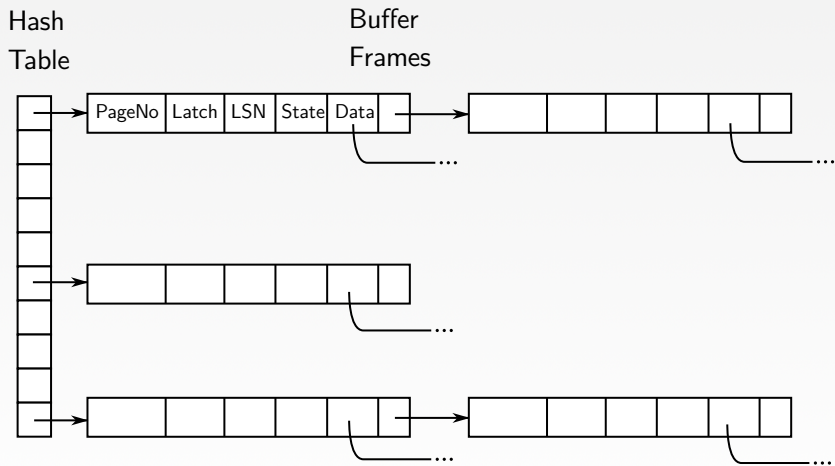 Hash
Table
Buffer
Frames
PageNo Latch LSN State Data
...
...
...
...
...